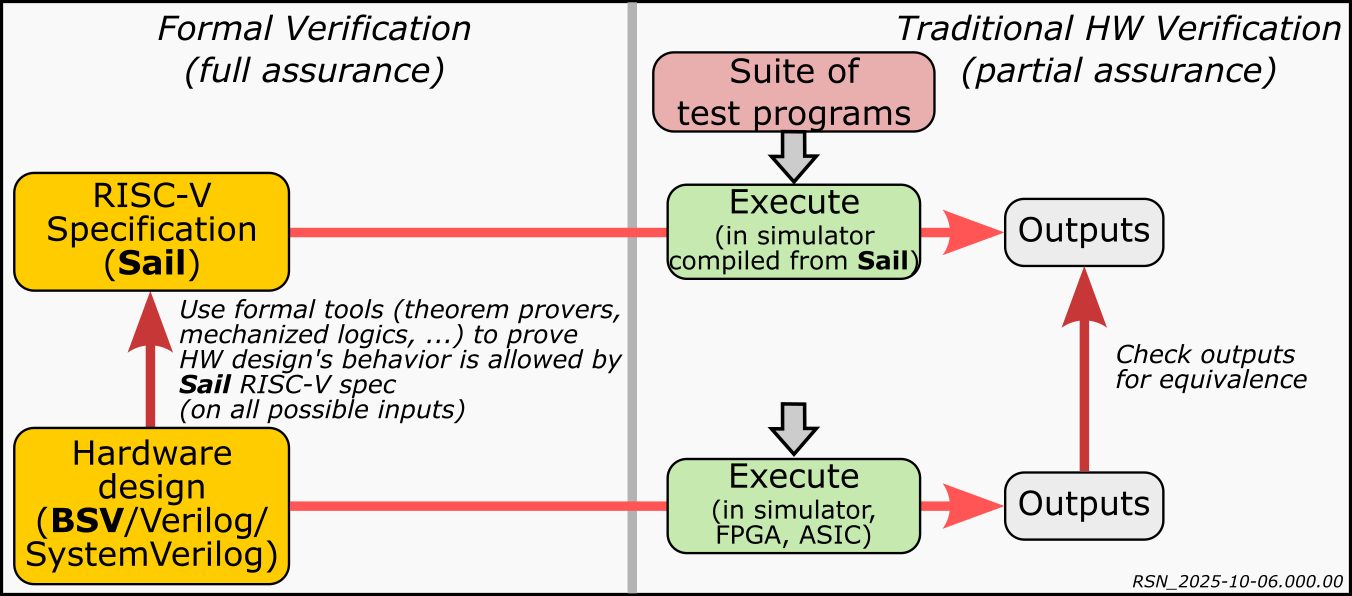 Formal Verification
(full assurance)
Traditional HW Verification
(partial assurance)
Suite of
test programs
RISC-V
Specification
(Sail)
Execute
(in simulator
compiled from Sail)
Outputs
Use formal tools (theorem provers,
mechanized logics, ...) to prove
HW design's behavior is allowed by
Sail RISC-V spec
(on all possible inputs)
Check outputs
for equivalence
Hardware
design
(BSV/Verilog/
SystemVerilog)
Execute
(in simulator,
FPGA, ASIC)
Outputs
RSN_2025-10-06.000.00